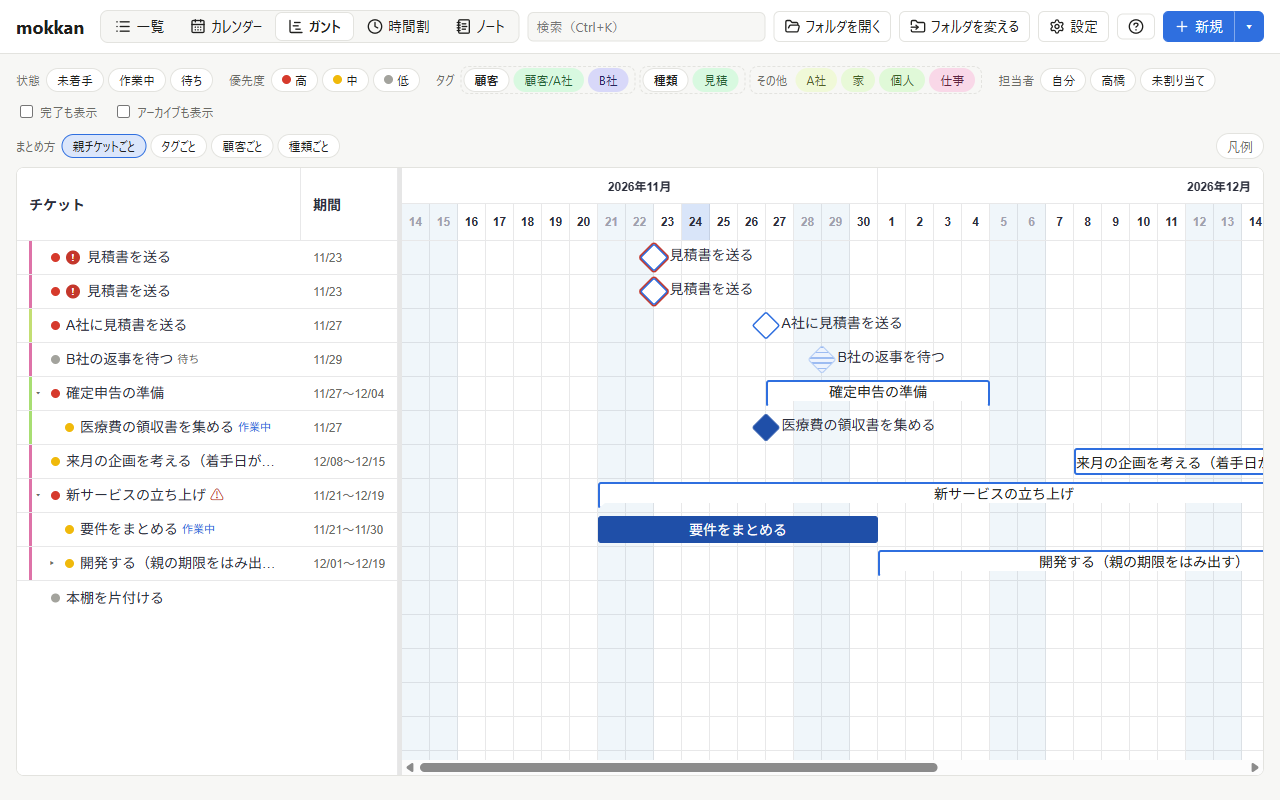 mokkan 一覧 カレンダー ガント 時間割 ノート 検索（Ctrl+K） フォルダを開く フォルダを変える 設定 新規
状態 未着手 作業中 待ち 優先度 高 中 低 タグ 顧客 顧客/A社 B社 種類 見積 その他 A社 家 個人 仕事 担当者 自分 高橋 未割り当て
完了も表示 アーカイブも表示
まとめ方 親チケットごと タグごと 顧客ごと 種類ごと 凡例
チケット 期間 2026年11月 2026年12月
14 15 16 17 18 19 20 21 22 23 24 25 26 27 28 29 30 1 2 3 4 5 6 7 8 9 10 11 12 13 14
見積書を送る 11/23 見積書を送る
見積書を送る 11/23 見積書を送る
A社に見積書を送る 11/27 A社に見積書を送る
B社の返事を待つ 待ち 11/29 B社の返事を待つ
確定申告の準備 11/27～12/04 確定申告の準備
医療費の領収書を集める 作業中 11/27 医療費の領収書を集める
来月の企画を考える（着手日が… 12/08～12/15 来月の企画を考える（着手日が
新サービスの立ち上げ 11/21～12/19 新サービスの立ち上げ
要件をまとめる 作業中 11/21～11/30 要件をまとめる
開発する（親の期限をはみ出… 12/01～12/19 開発する（親の期限をはみ出す）
本棚を片付ける